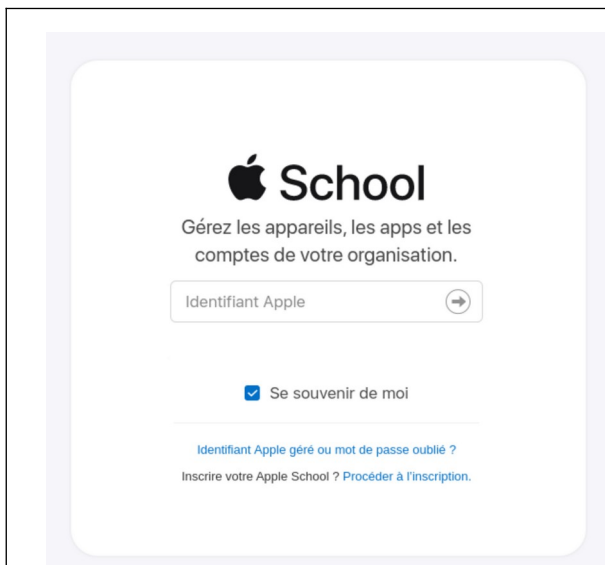 School
Gérez les appareils, les apps et les
comptes de votre organisation.
Identifiant Apple
Se souvenir de moi
Identifiant Apple géré ou mot de passe oublié ?
Inscrire votre Apple School ? Procéder à l'inscription.